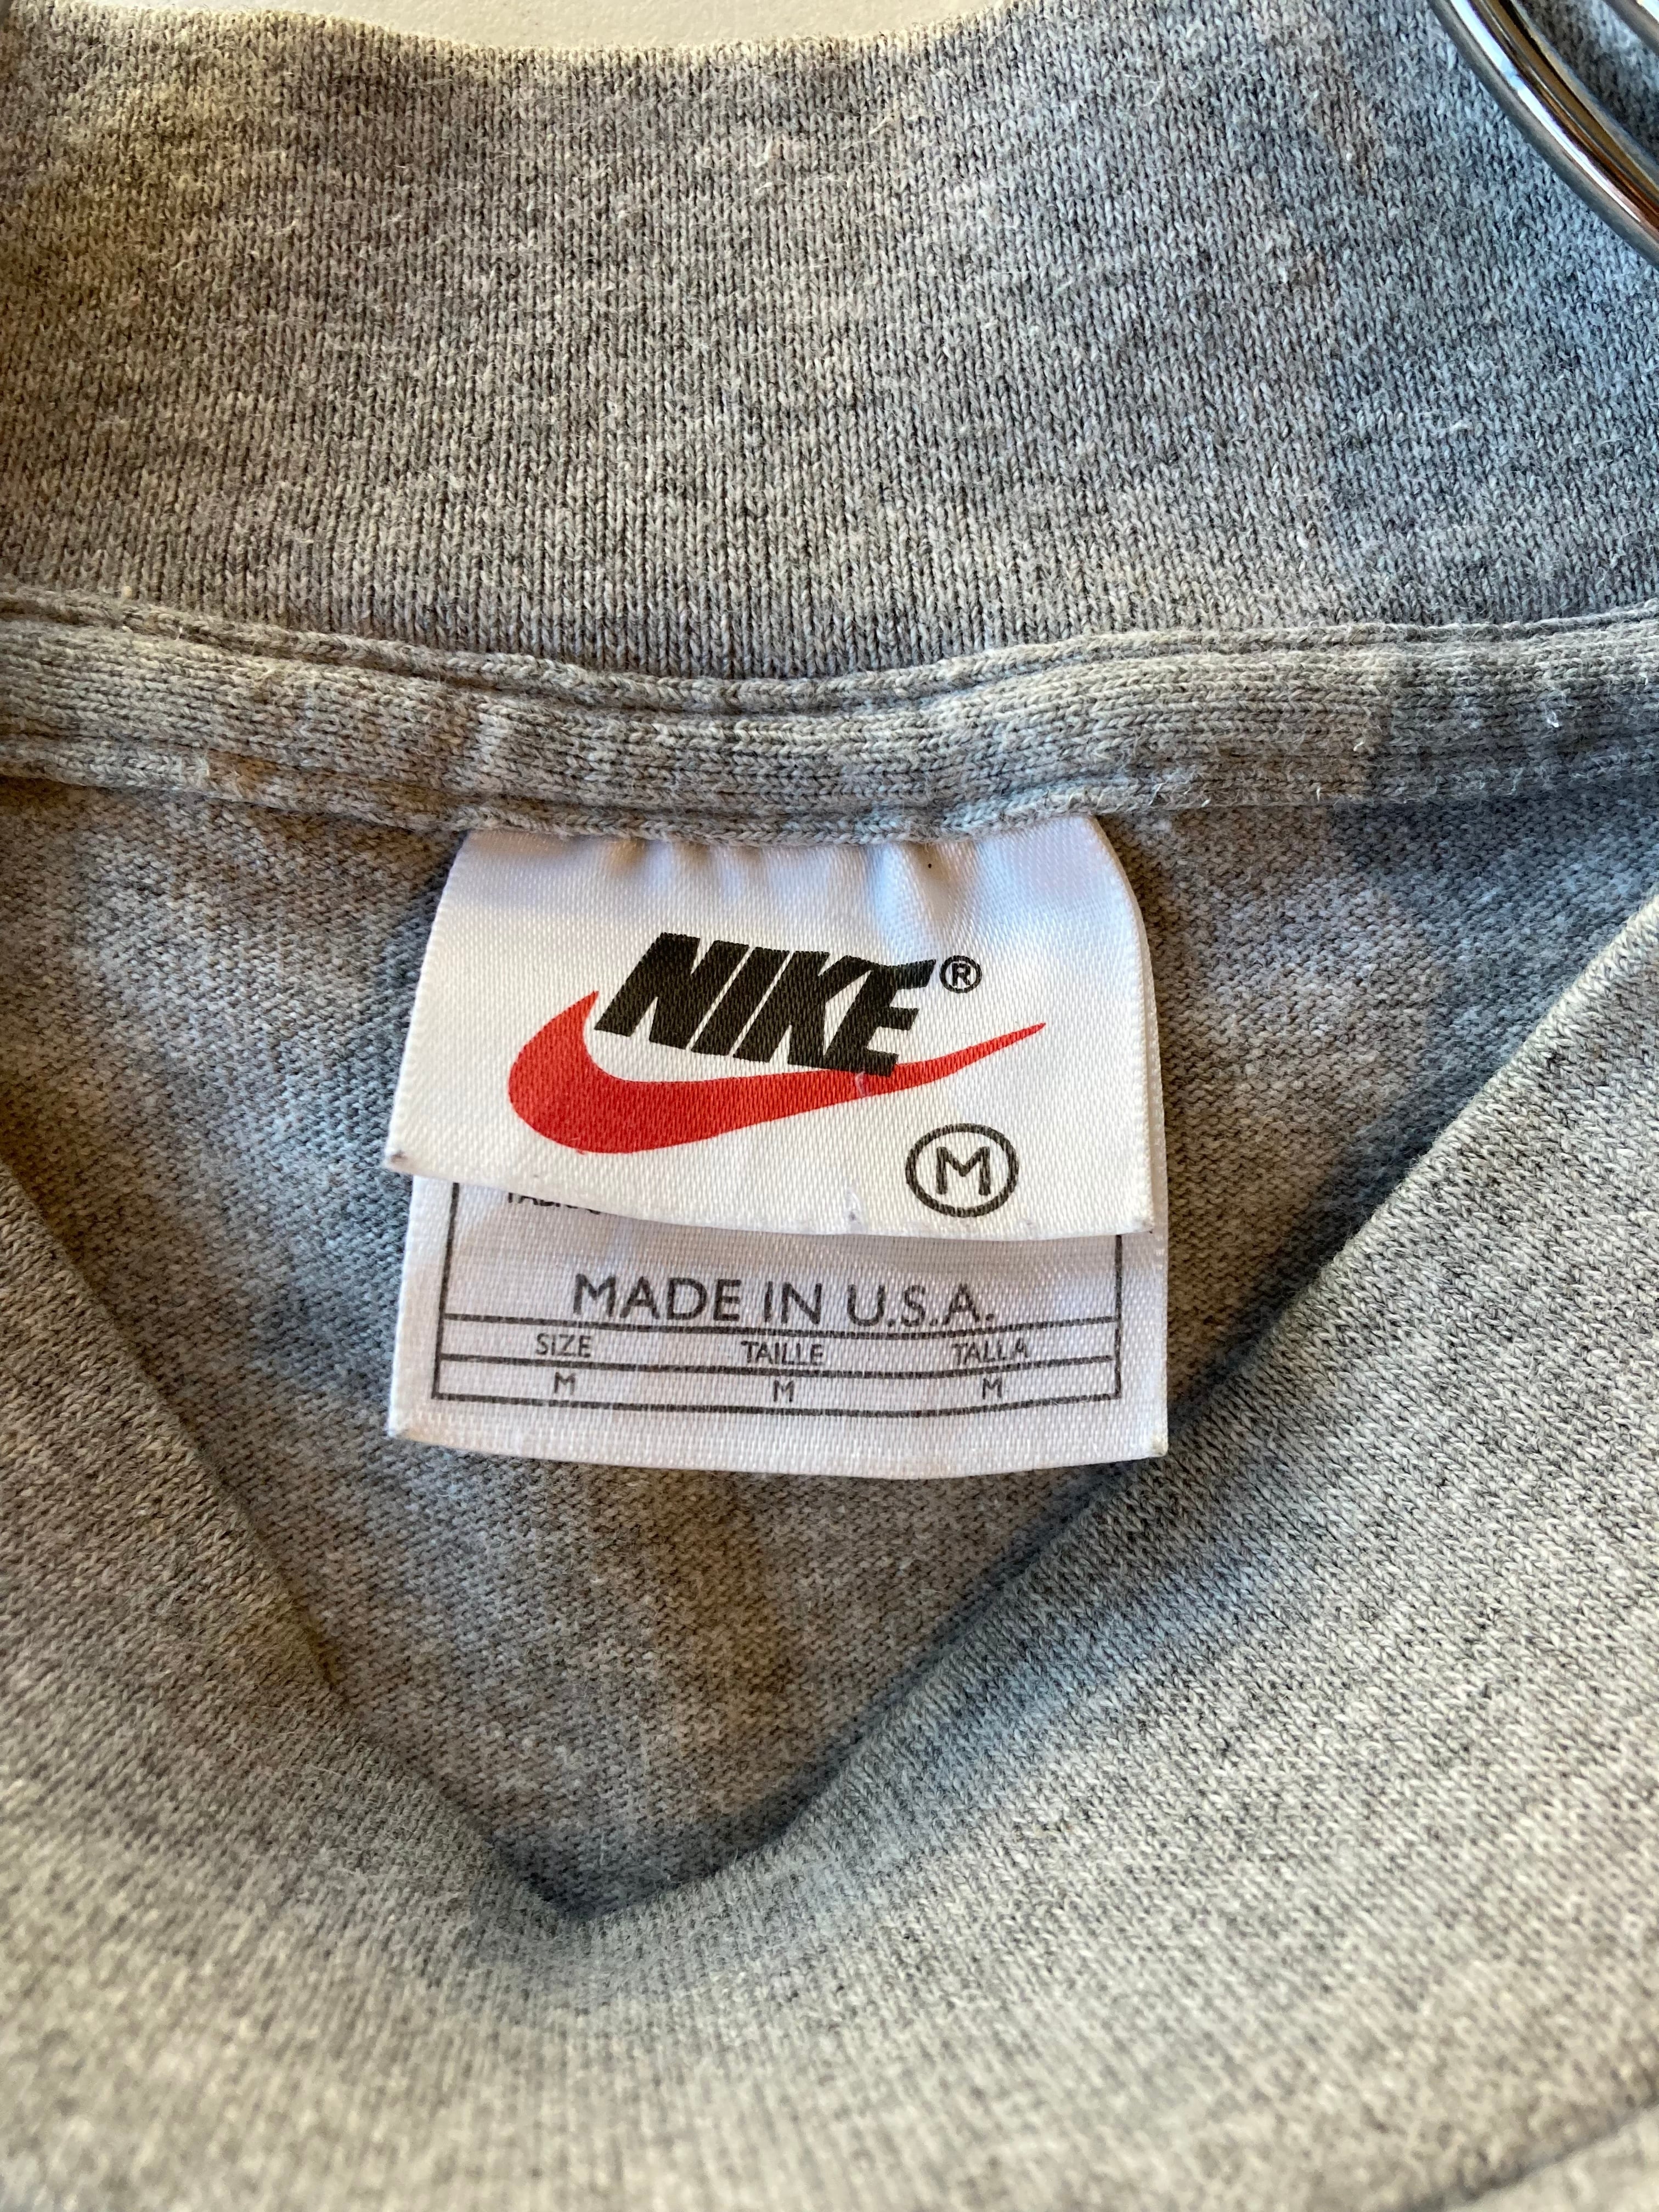 NIKE®
M
MADE IN U.S.A.
SIZE TAILLE TALLA
M M M